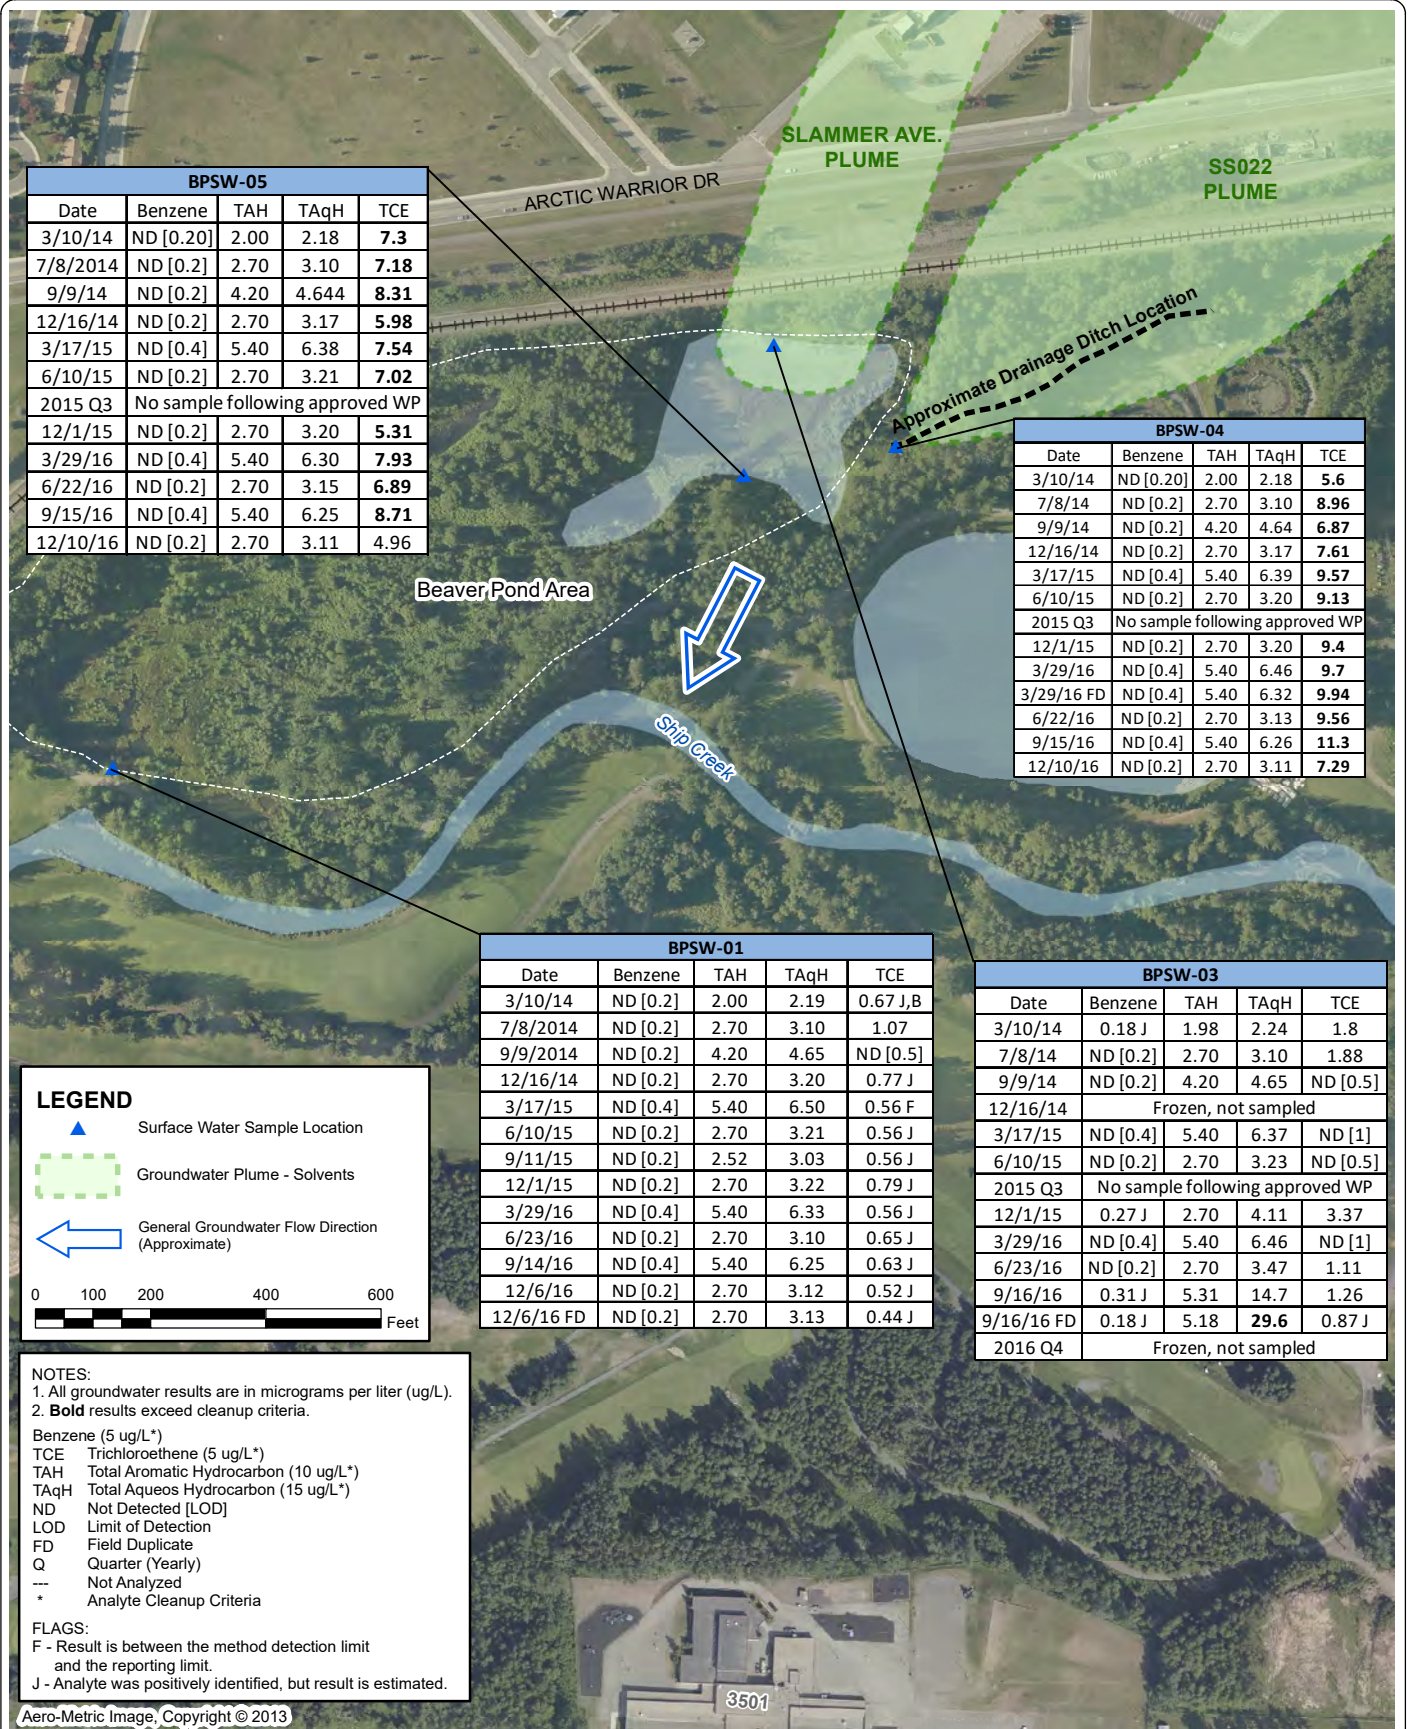 SLAMMER AVE.
PLUME
SS022
PLUME
ARCTIC WARRIOR DR
Approximate Drainage Ditch Location
BPSW-05
Date Benzene TAH TAqH TCE
3/10/14 ND [0.20] 2.00 2.18 7.3
7/8/2014 ND [0.2] 2.70 3.10 7.18
9/9/14 ND [0.2] 4.20 4.644 8.31
12/16/14 ND [0.2] 2.70 3.17 5.98
3/17/15 ND [0.4] 5.40 6.38 7.54
6/10/15 ND [0.2] 2.70 3.21 7.02
2015 Q3 No sample following approved WP
12/1/15 ND [0.2] 2.70 3.20 5.31
3/29/16 ND [0.4] 5.40 6.30 7.93
6/22/16 ND [0.2] 2.70 3.15 6.89
9/15/16 ND [0.4] 5.40 6.25 8.71
12/10/16 ND [0.2] 2.70 3.11 4.96
BPSW-04
Date Benzene TAH TAqH TCE
3/10/14 ND [0.20] 2.00 2.18 5.6
7/8/14 ND [0.2] 2.70 3.10 8.96
9/9/14 ND [0.2] 4.20 4.64 6.87
12/16/14 ND [0.2] 2.70 3.17 7.61
3/17/15 ND [0.4] 5.40 6.39 9.57
6/10/15 ND [0.2] 2.70 3.20 9.13
2015 Q3 No sample following approved WP
12/1/15 ND [0.2] 2.70 3.20 9.4
3/29/16 ND [0.4] 5.40 6.46 9.7
3/29/16 FD ND [0.4] 5.40 6.32 9.94
6/22/16 ND [0.2] 2.70 3.13 9.56
9/15/16 ND [0.4] 5.40 6.26 11.3
12/10/16 ND [0.2] 2.70 3.11 7.29
Beaver Pond Area
Ship Creek
BPSW-01
Date Benzene TAH TAqH TCE
3/10/14 ND [0.2] 2.00 2.19 0.67 J,B
7/8/2014 ND [0.2] 2.70 3.10 1.07
9/9/2014 ND [0.2] 4.20 4.65 ND [0.5]
12/16/14 ND [0.2] 2.70 3.20 0.77 J
3/17/15 ND [0.4] 5.40 6.50 0.56 F
6/10/15 ND [0.2] 2.70 3.21 0.56 J
9/11/15 ND [0.2] 2.52 3.03 0.56 J
12/1/15 ND [0.2] 2.70 3.22 0.79 J
3/29/16 ND [0.4] 5.40 6.33 0.56 J
6/23/16 ND [0.2] 2.70 3.10 0.65 J
9/14/16 ND [0.4] 5.40 6.25 0.63 J
12/6/16 ND [0.2] 2.70 3.12 0.52 J
12/6/16 FD ND [0.2] 2.70 3.13 0.44 J
BPSW-03
Date Benzene TAH TAqH TCE
3/10/14 0.18 J 1.98 2.24 1.8
7/8/14 ND [0.2] 2.70 3.10 1.88
9/9/14 ND [0.2] 4.20 4.65 ND [0.5]
12/16/14 Frozen, not sampled
3/17/15 ND [0.4] 5.40 6.37 ND [1]
6/10/15 ND [0.2] 2.70 3.23 ND [0.5]
2015 Q3 No sample following approved WP
12/1/15 0.27 J 2.70 4.11 3.37
3/29/16 ND [0.4] 5.40 6.46 ND [1]
6/23/16 ND [0.2] 2.70 3.47 1.11
9/16/16 0.31 J 5.31 14.7 1.26
9/16/16 FD 0.18 J 5.18 29.6 0.87 J
2016 Q4 Frozen, not sampled
LEGEND
Surface Water Sample Location
Groundwater Plume - Solvents
General Groundwater Flow Direction
(Approximate)
0 100 200 400 600
Feet
NOTES:
1. All groundwater results are in micrograms per liter (ug/L).
2. Bold results exceed cleanup criteria.
Benzene (5 ug/L*)
TCE Trichloroethene (5 ug/L*)
TAH Total Aromatic Hydrocarbon (10 ug/L*)
TAqH Total Aqueos Hydrocarbon (15 ug/L*)
ND Not Detected [LOD]
LOD Limit of Detection
FD Field Duplicate
Q Quarter (Yearly)
--- Not Analyzed
* Analyte Cleanup Criteria
FLAGS:
F - Result is between the method detection limit
and the reporting limit.
J - Analyte was positively identified, but result is estimated.
3501
Aero-Metric Image, Copyright © 2013